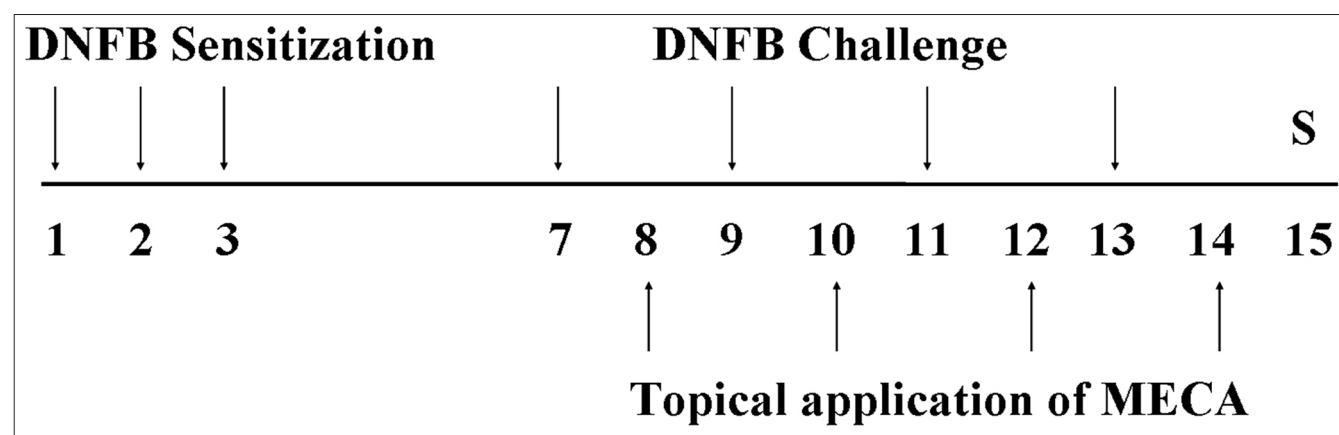 DNFB Sensitization DNFB Challenge
S
1 2 3 7 8 9 10 11 12 13 14 15
Topical application of MECA